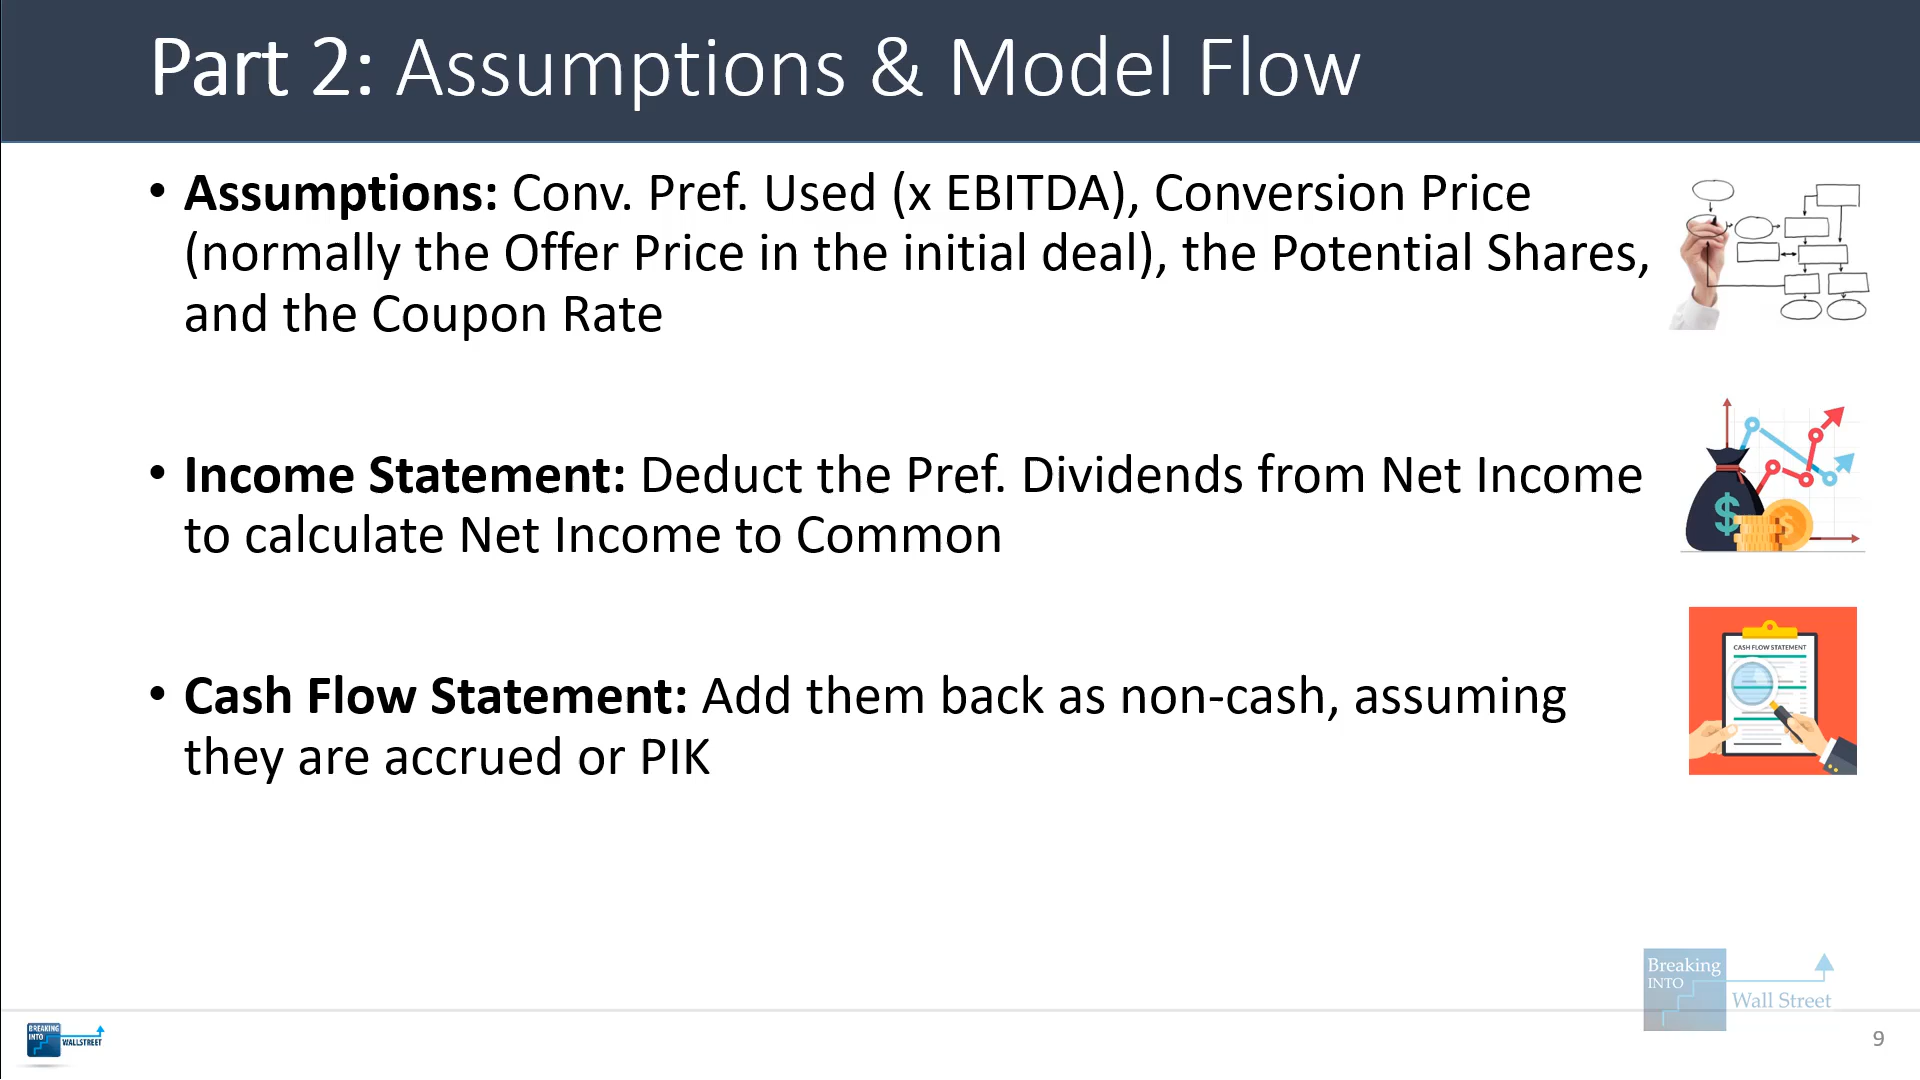 Part 2: Assumptions & Model Flow
• Assumptions: Conv. Pref. Used (x EBITDA), Conversion Price
(normally the Offer Price in the initial deal), the Potential Shares,
and the Coupon Rate
• Income Statement: Deduct the Pref. Dividends from Net Income
to calculate Net Income to Common
$
$
CASH FLOW STATEMENT
• Cash Flow Statement: Add them back as non-cash, assuming
they are accrued or PIK
Breaking
INTO
Wall Street
BREAKING
INTO
WALLSTREET
9